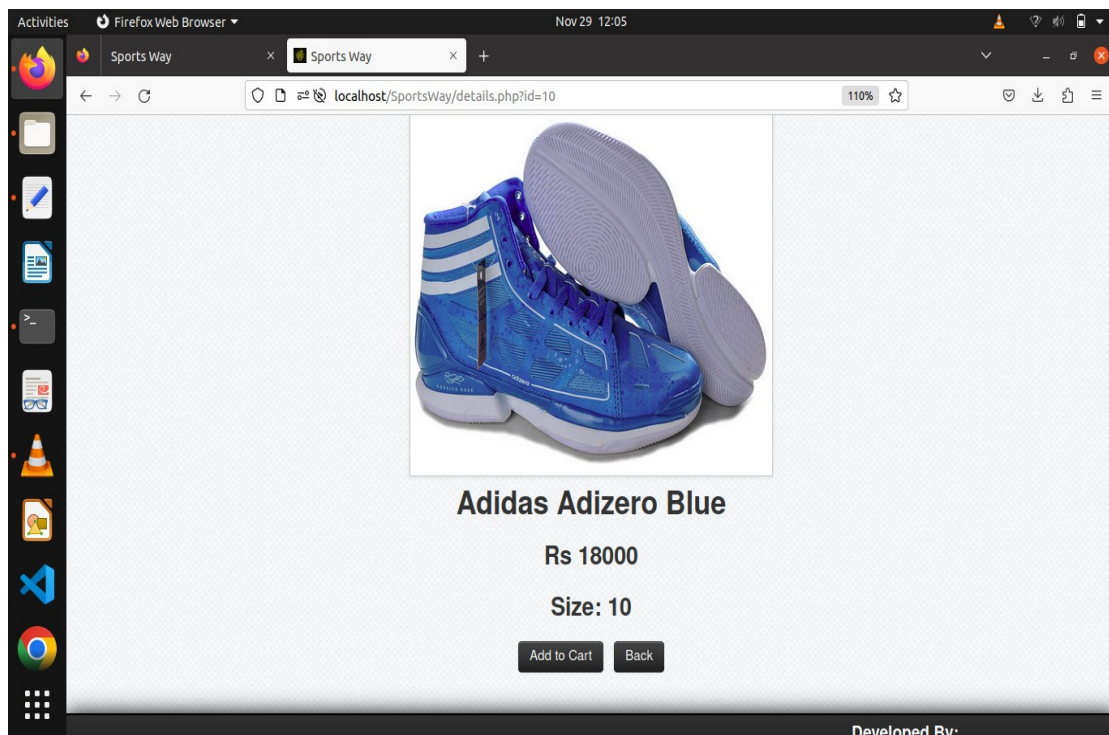 Activities
Firefox Web Browser
Nov 29 12:05
Sports Way
Sports Way
localhost/SportsWay/details.php?id=10
110%
adizero
Adidas Adizero Blue
Rs 18000
Size: 10
Add to Cart
Back
Developed By: